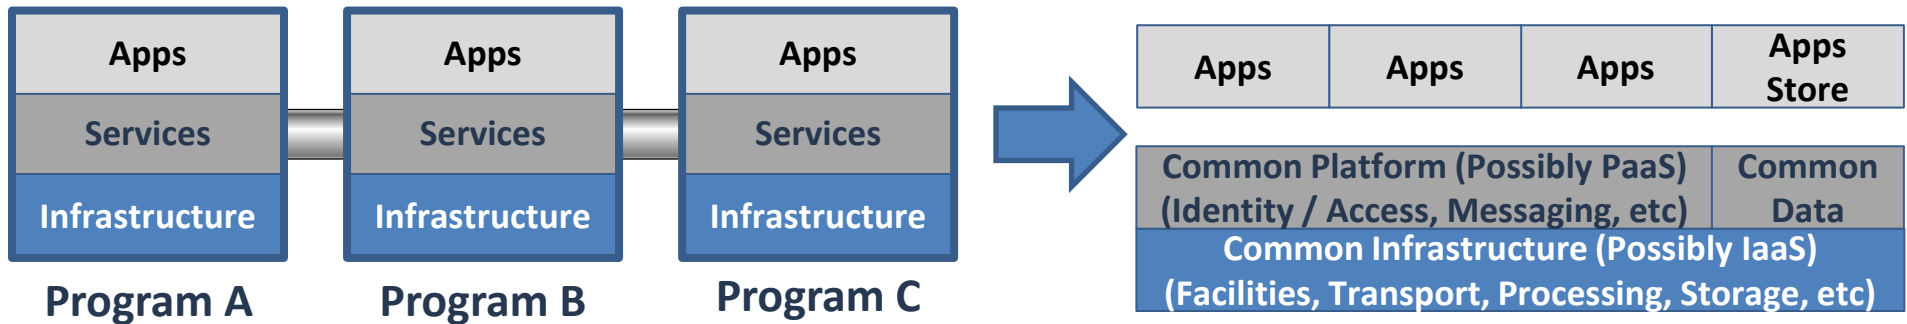 Apps
Services
Infrastructure
Program A
Apps
Services
Infrastructure
Program B
Apps
Services
Infrastructure
Program C
Apps
Apps
Apps
Apps
Store
Common Platform (Possibly PaaS)
(Identity / Access, Messaging, etc)
Common
Data
Common Infrastructure (Possibly IaaS)
(Facilities, Transport, Processing, Storage, etc)